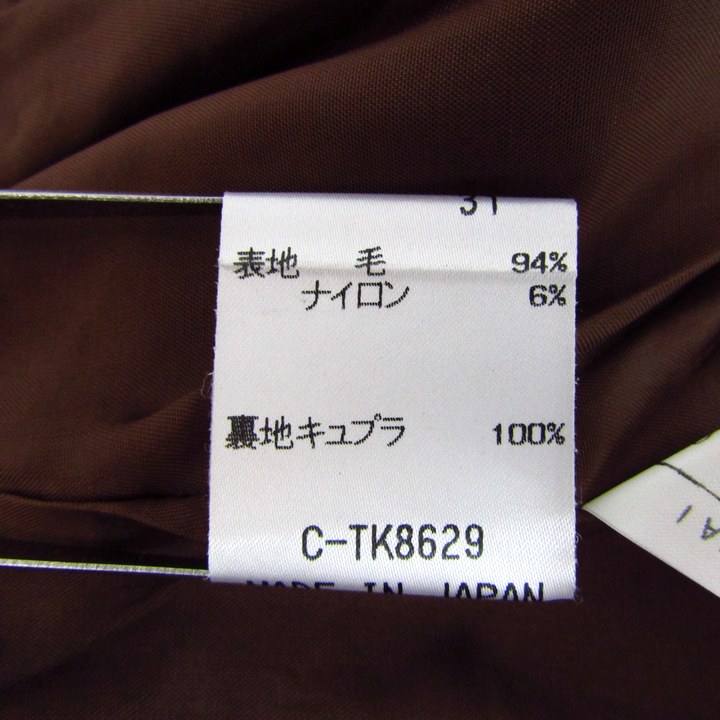 31
表地 毛 94%
ナイロン 6%
裏地キュプラ 100%
C-TK8629
MADE IN JAPAN